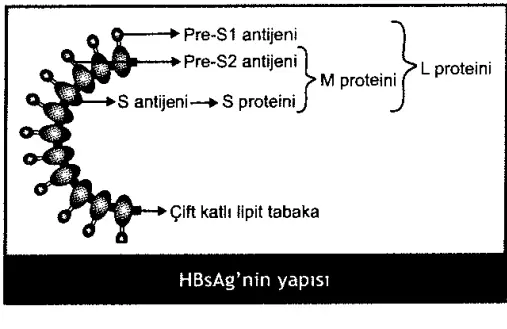 Pre-S1 antijeni
Pre-S2 antijeni
M proteini
L proteini
S antijeni S proteini
Çift katlı lipit tabaka
HBsAg'nin yapısı